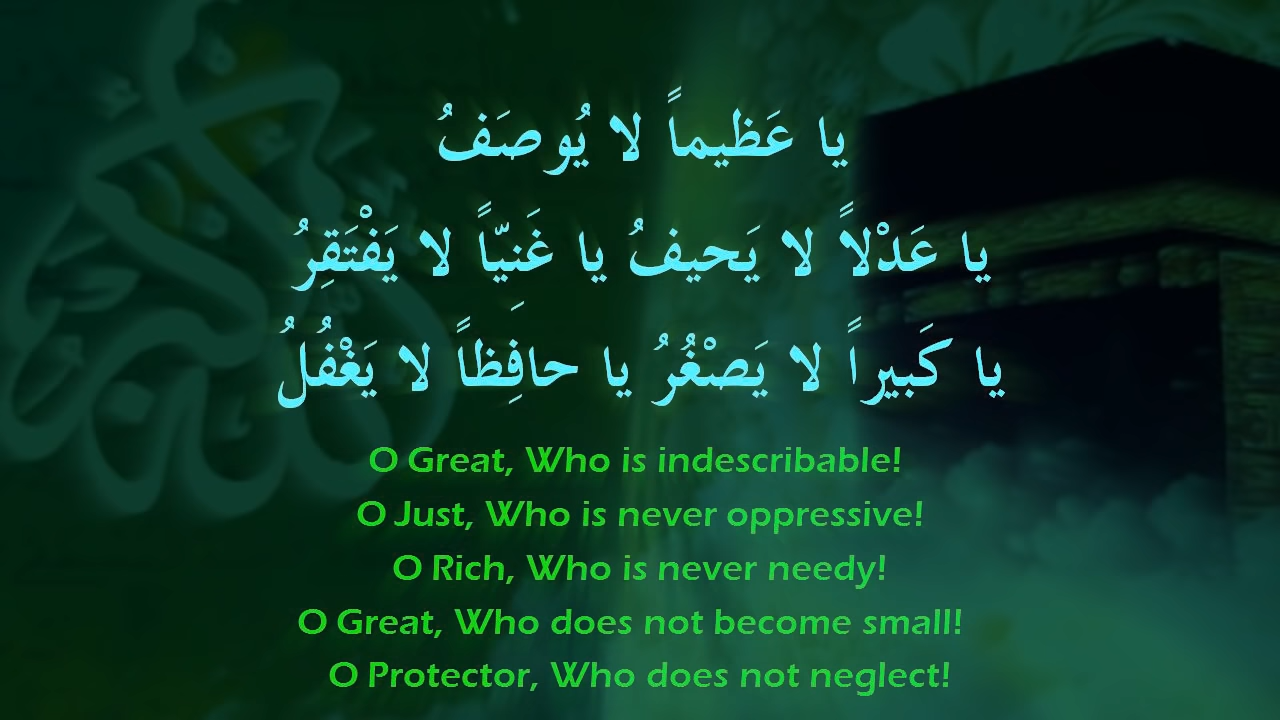 يا عَظيماً لا يُوصَفُ
يا عَدْلاً لا يَحيفُ يا غَنِيّاً لا يَفْتَقِرُ
يا كَبيراً لا يَصْغُرُ يا حافِظاً لا يَغْفُلُ
O Great, Who is indescribable!
O Just, Who is never oppressive!
O Rich, Who is never needy!
O Great, Who does not become small!
O Protector, Who does not neglect!